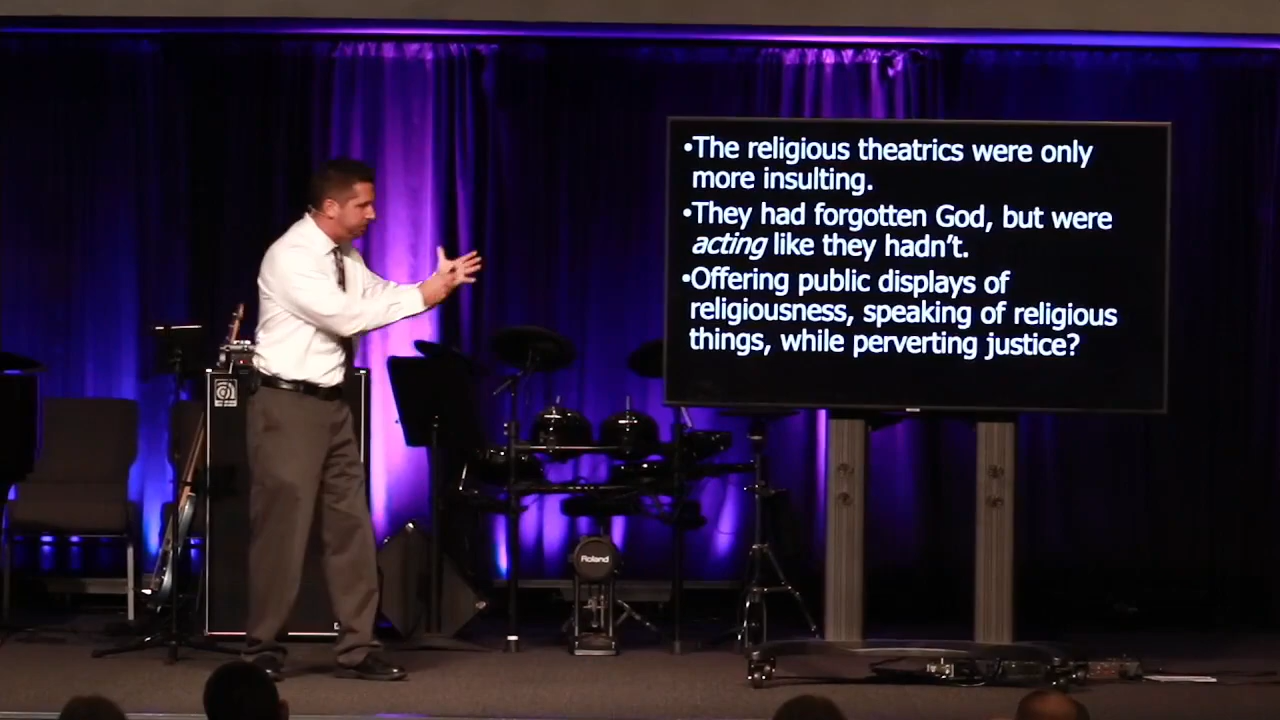 •The religious theatrics were only
more insulting.
•They had forgotten God, but were
acting like they hadn't.
•Offering public displays of
religiousness, speaking of religious
things, while perverting justice?
Roland